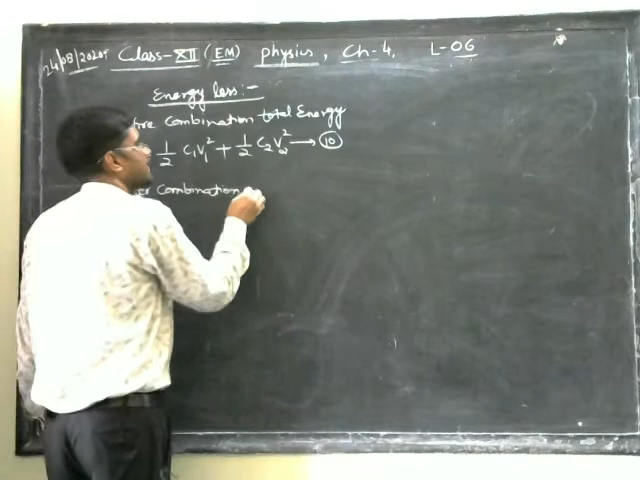 24/08/2020, Class-XII (EM) physics, Ch-4, L-06
Energy loss:-
Combination total Energy
1/2 C₁V₁² + 1/2 C₂V₂² → 10
Combination